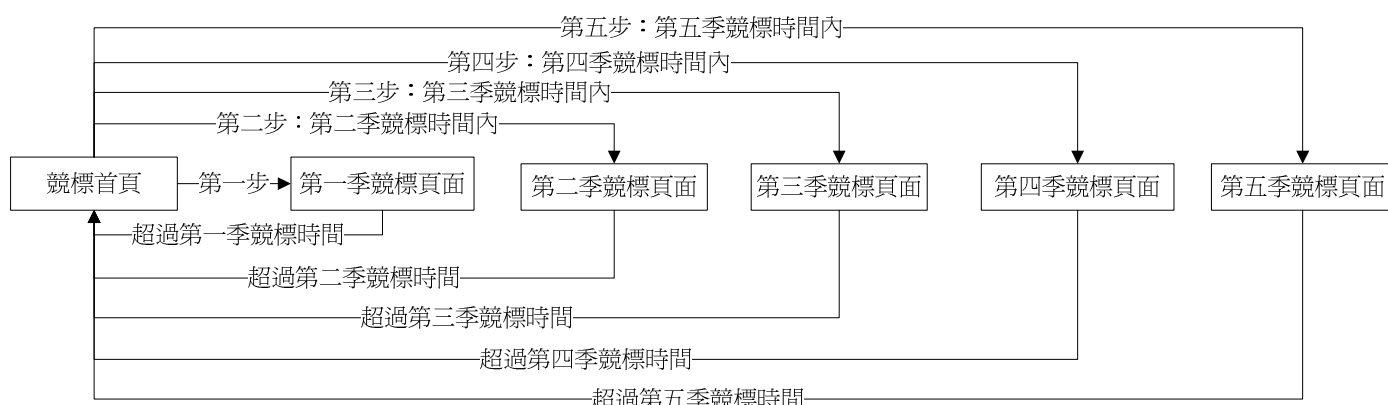 第五步：第五季競標時間內
第四步：第四季競標時間內
第三步：第三季競標時間內
第二步：第二季競標時間內
競標首頁
第一步
第一季競標頁面
第二季競標頁面
第三季競標頁面
第四季競標頁面
第五季競標頁面
超過第一季競標時間
超過第二季競標時間
超過第三季競標時間
超過第四季競標時間
超過第五季競標時間